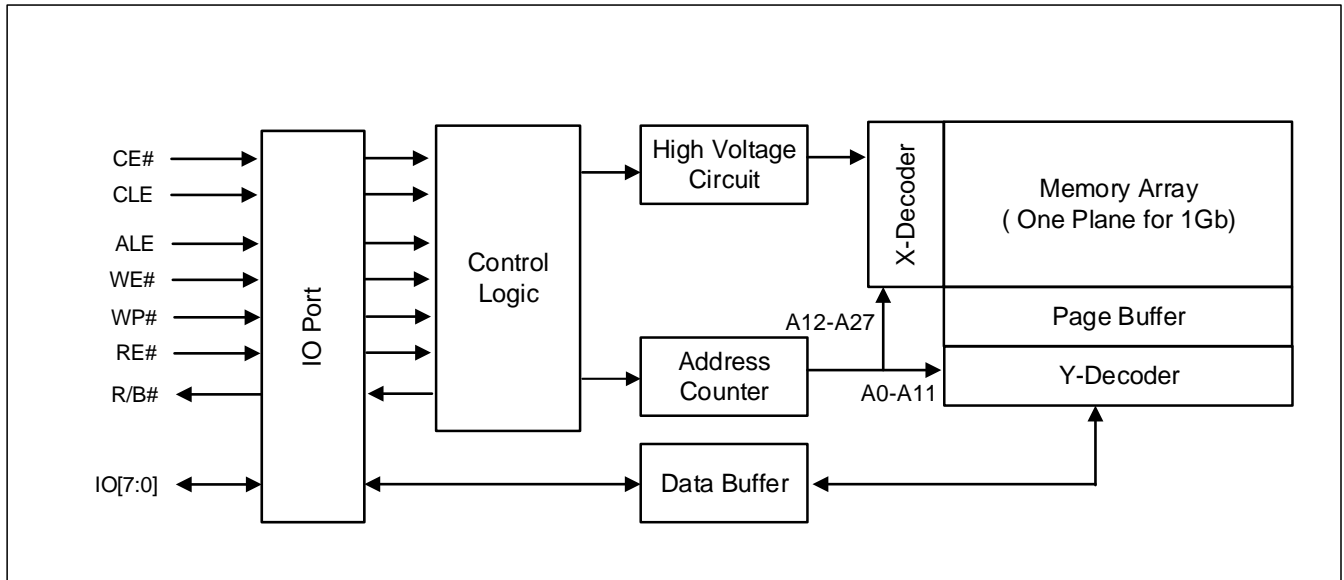 CE#
CLE
ALE
WE#
WP#
RE#
R/B#
IO[7:0]
IO Port
Control
Logic
High Voltage
Circuit
Address
Counter
Data Buffer
X-Decoder
A12-A27
A0-A11
Memory Array
( One Plane for 1Gb)
Page Buffer
Y-Decoder